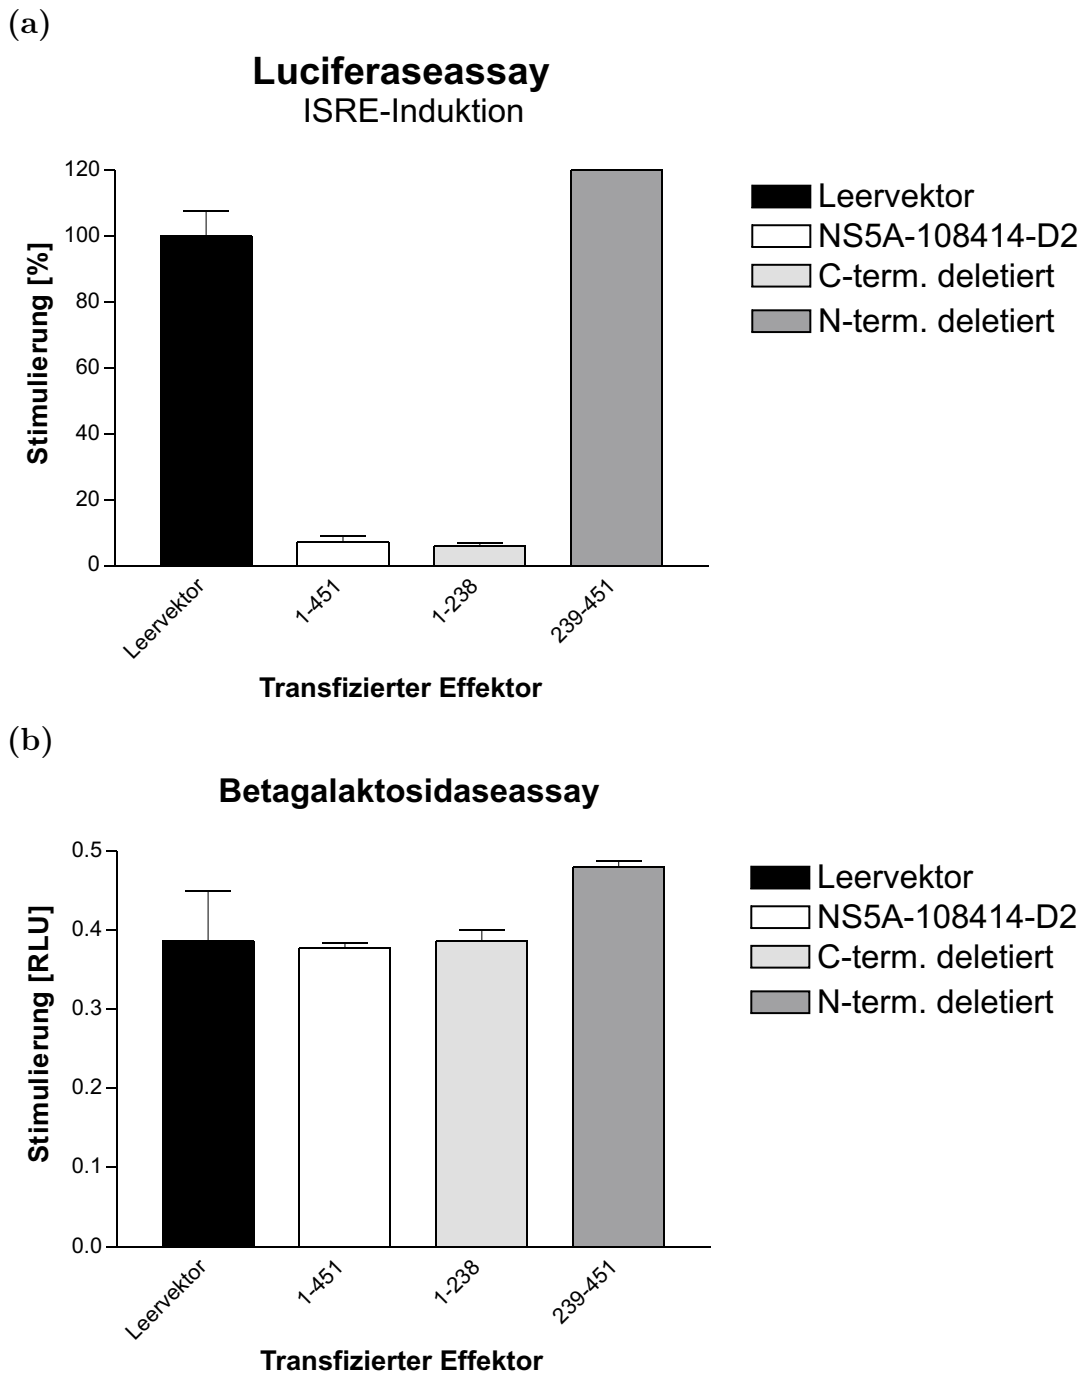 (a)
Luciferaseassay
ISRE-Induktion
120
100
80
60
40
20
0
Stimulierung [%]
Leervektor
1-451
1-238
239-451
Transfizierter Effektor
Leervektor
NS5A-108414-D2
C-term. deletiert
N-term. deletiert
(b)
Betagalaktosidaseassay
0.5
0.4
0.3
0.2
0.1
0.0
Stimulierung [RLU]
Leervektor
1-451
1-238
239-451
Transfizierter Effektor
Leervektor
NS5A-108414-D2
C-term. deletiert
N-term. deletiert